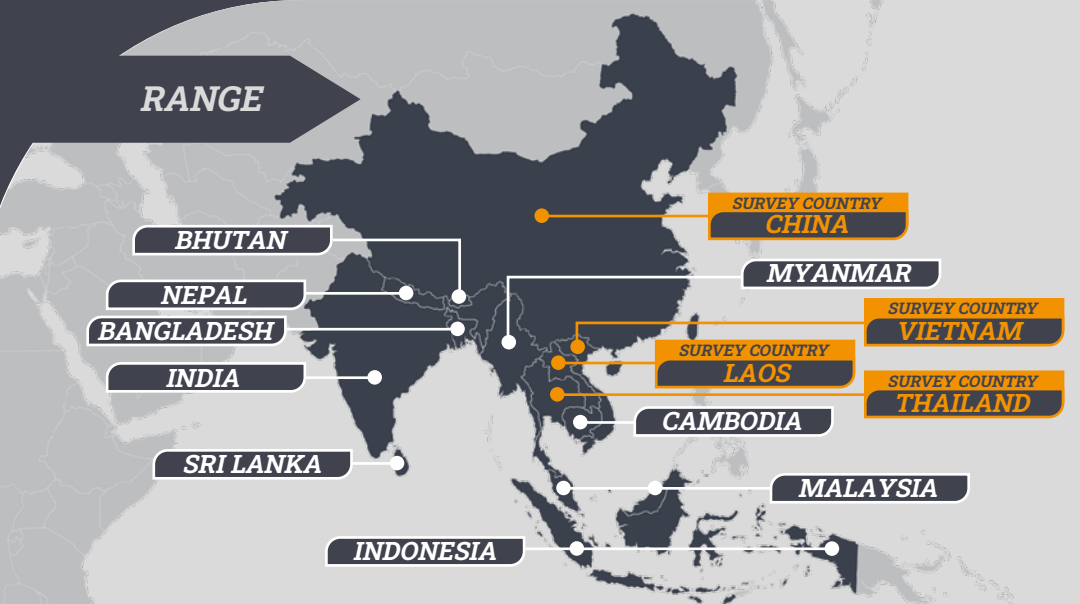 RANGE
SURVEY COUNTRY
CHINA
BHUTAN
MYANMAR
NEPAL
SURVEY COUNTRY
VIETNAM
BANGLADESH
SURVEY COUNTRY
LAOS
INDIA
SURVEY COUNTRY
THAILAND
CAMBODIA
SRI LANKA
MALAYSIA
INDONESIA